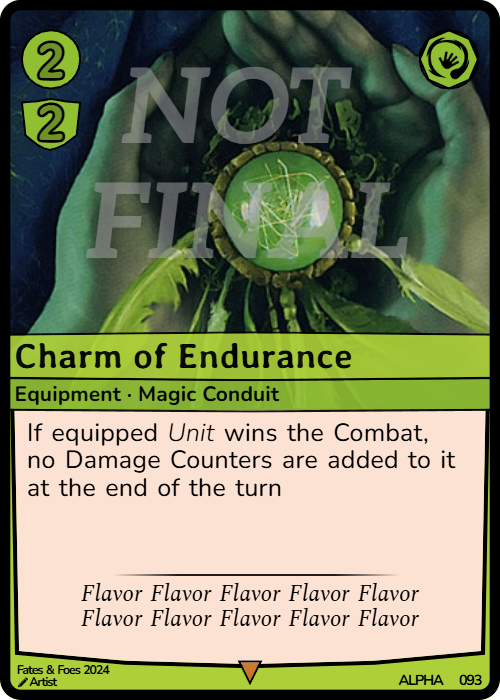 2
2
NOT
FINAL
Charm of Endurance
Equipment · Magic Conduit
If equipped Unit wins the Combat,
no Damage Counters are added to it
at the end of the turn
Flavor Flavor Flavor Flavor Flavor
Flavor Flavor Flavor Flavor Flavor
Fates & Foes 2024
Artist
ALPHA 093